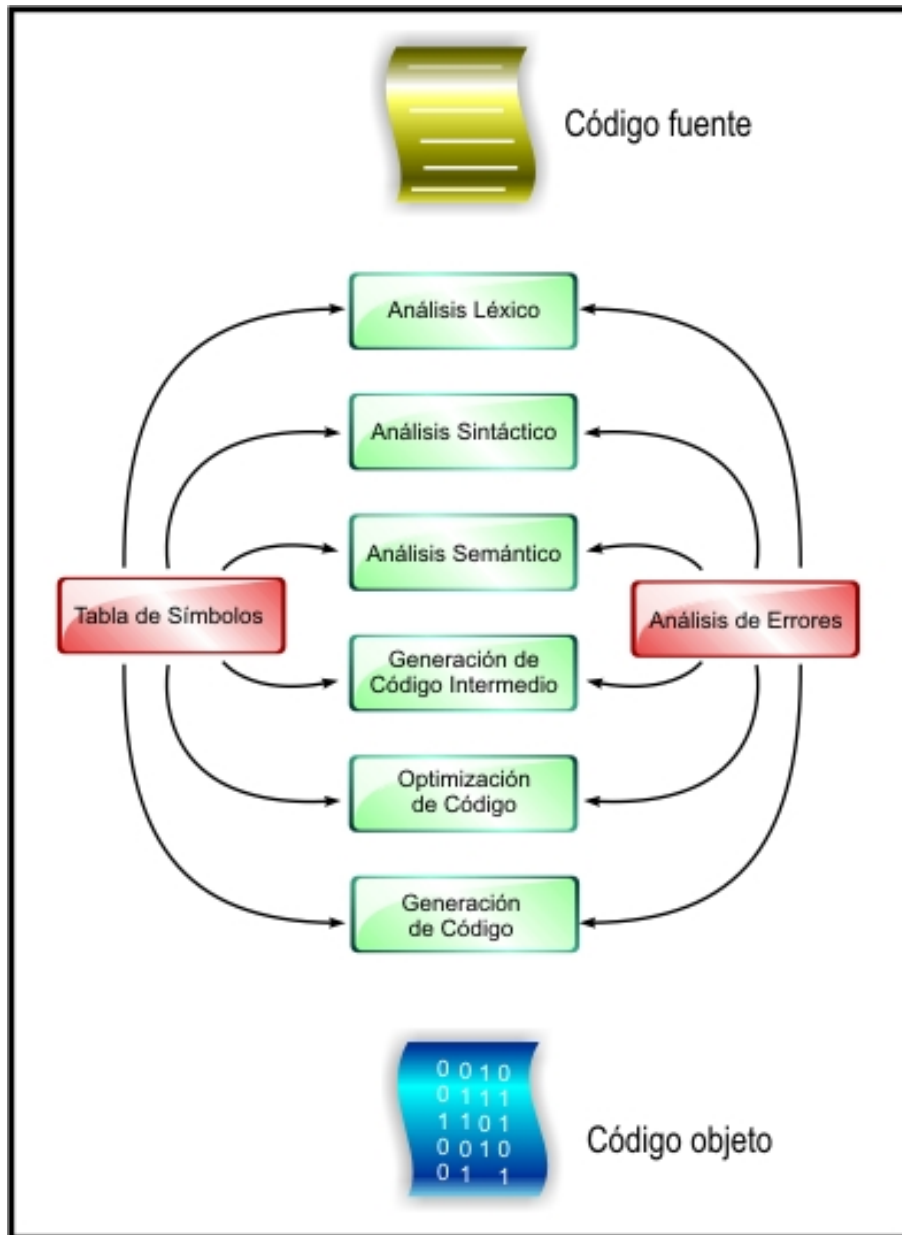 Código fuente
Análisis Léxico
Análisis Sintáctico
Análisis Semántico
Tabla de Símbolos
Análisis de Errores
Generación de
Código Intermedio
Optimización
de Código
Generación
de Código
0 0 1 0
0 1 1 1
1 1 0 1
0 0 1 0
0 1 1
Código objeto